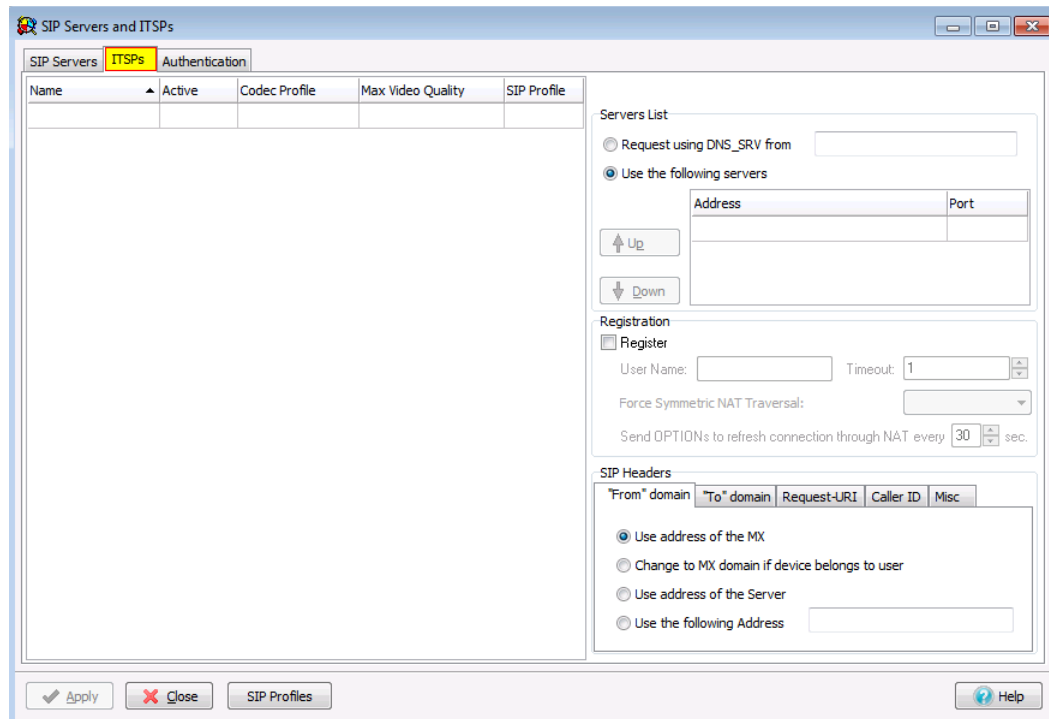 SIP Servers and ITSPs
SIP Servers ITSPs Authentication
Name Active Codec Profile Max Video Quality SIP Profile
Servers List
Request using DNS_SRV from
Use the following servers
Address Port
Up
Down
Registration
Register
User Name: Timeout: 1
Force Symmetric NAT Traversal:
Send OPTIONs to refresh connection through NAT every 30 sec.
SIP Headers
"From" domain "To" domain Request-URI Caller ID Misc
Use address of the MX
Change to MX domain if device belongs to user
Use address of the Server
Use the following Address
Apply Close SIP Profiles Help